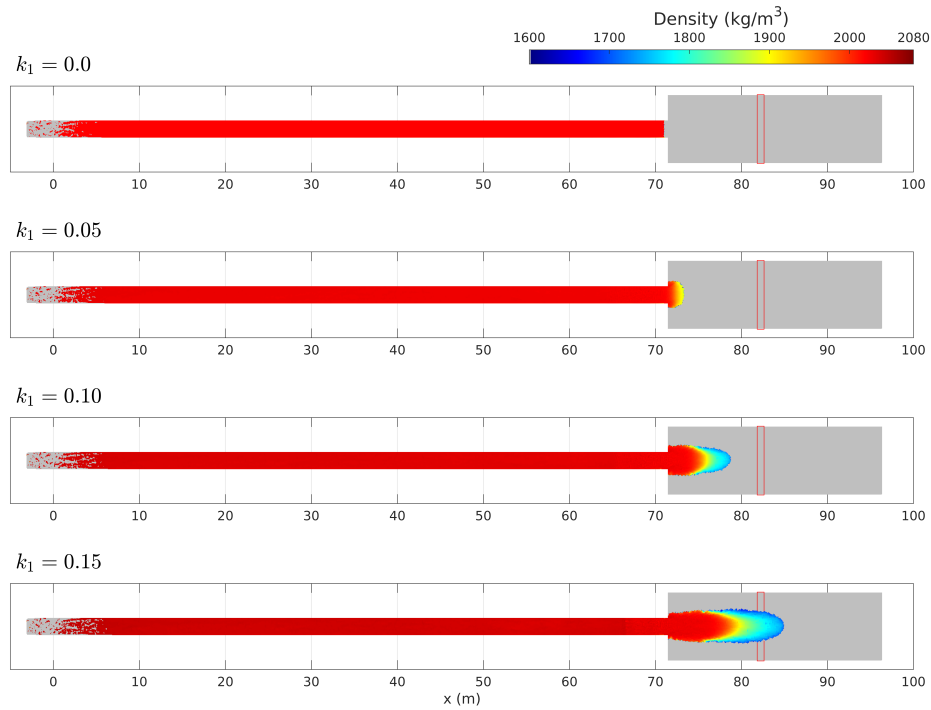 Density (kg/m³)
1600 1700 1800 1900 2000 2080
k₁ = 0.0
0 10 20 30 40 50 60 70 80 90 100
k₁ = 0.05
0 10 20 30 40 50 60 70 80 90 100
k₁ = 0.10
0 10 20 30 40 50 60 70 80 90 100
k₁ = 0.15
0 10 20 30 40 50 60 70 80 90 100
x (m)